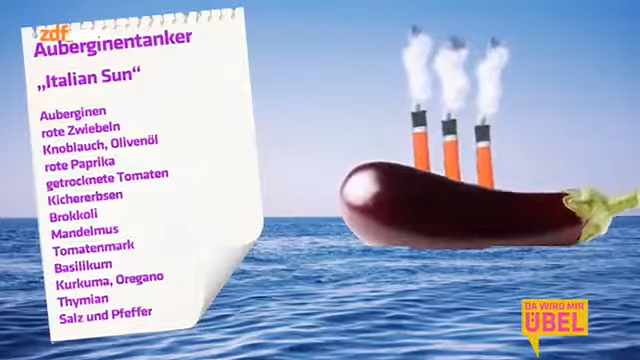 zdf
Auberginentanker
„Italian Sun“
Auberginen
rote Zwiebeln
Knoblauch, Olivenöl
rote Paprika
getrocknete Tomaten
Kichererbsen
Brokkoli
Mandelmus
Tomatenmark
Basilikum
Kurkuma, Oregano
Thymian
Salz und Pfeffer
DA WIRD MIR
ÜBEL